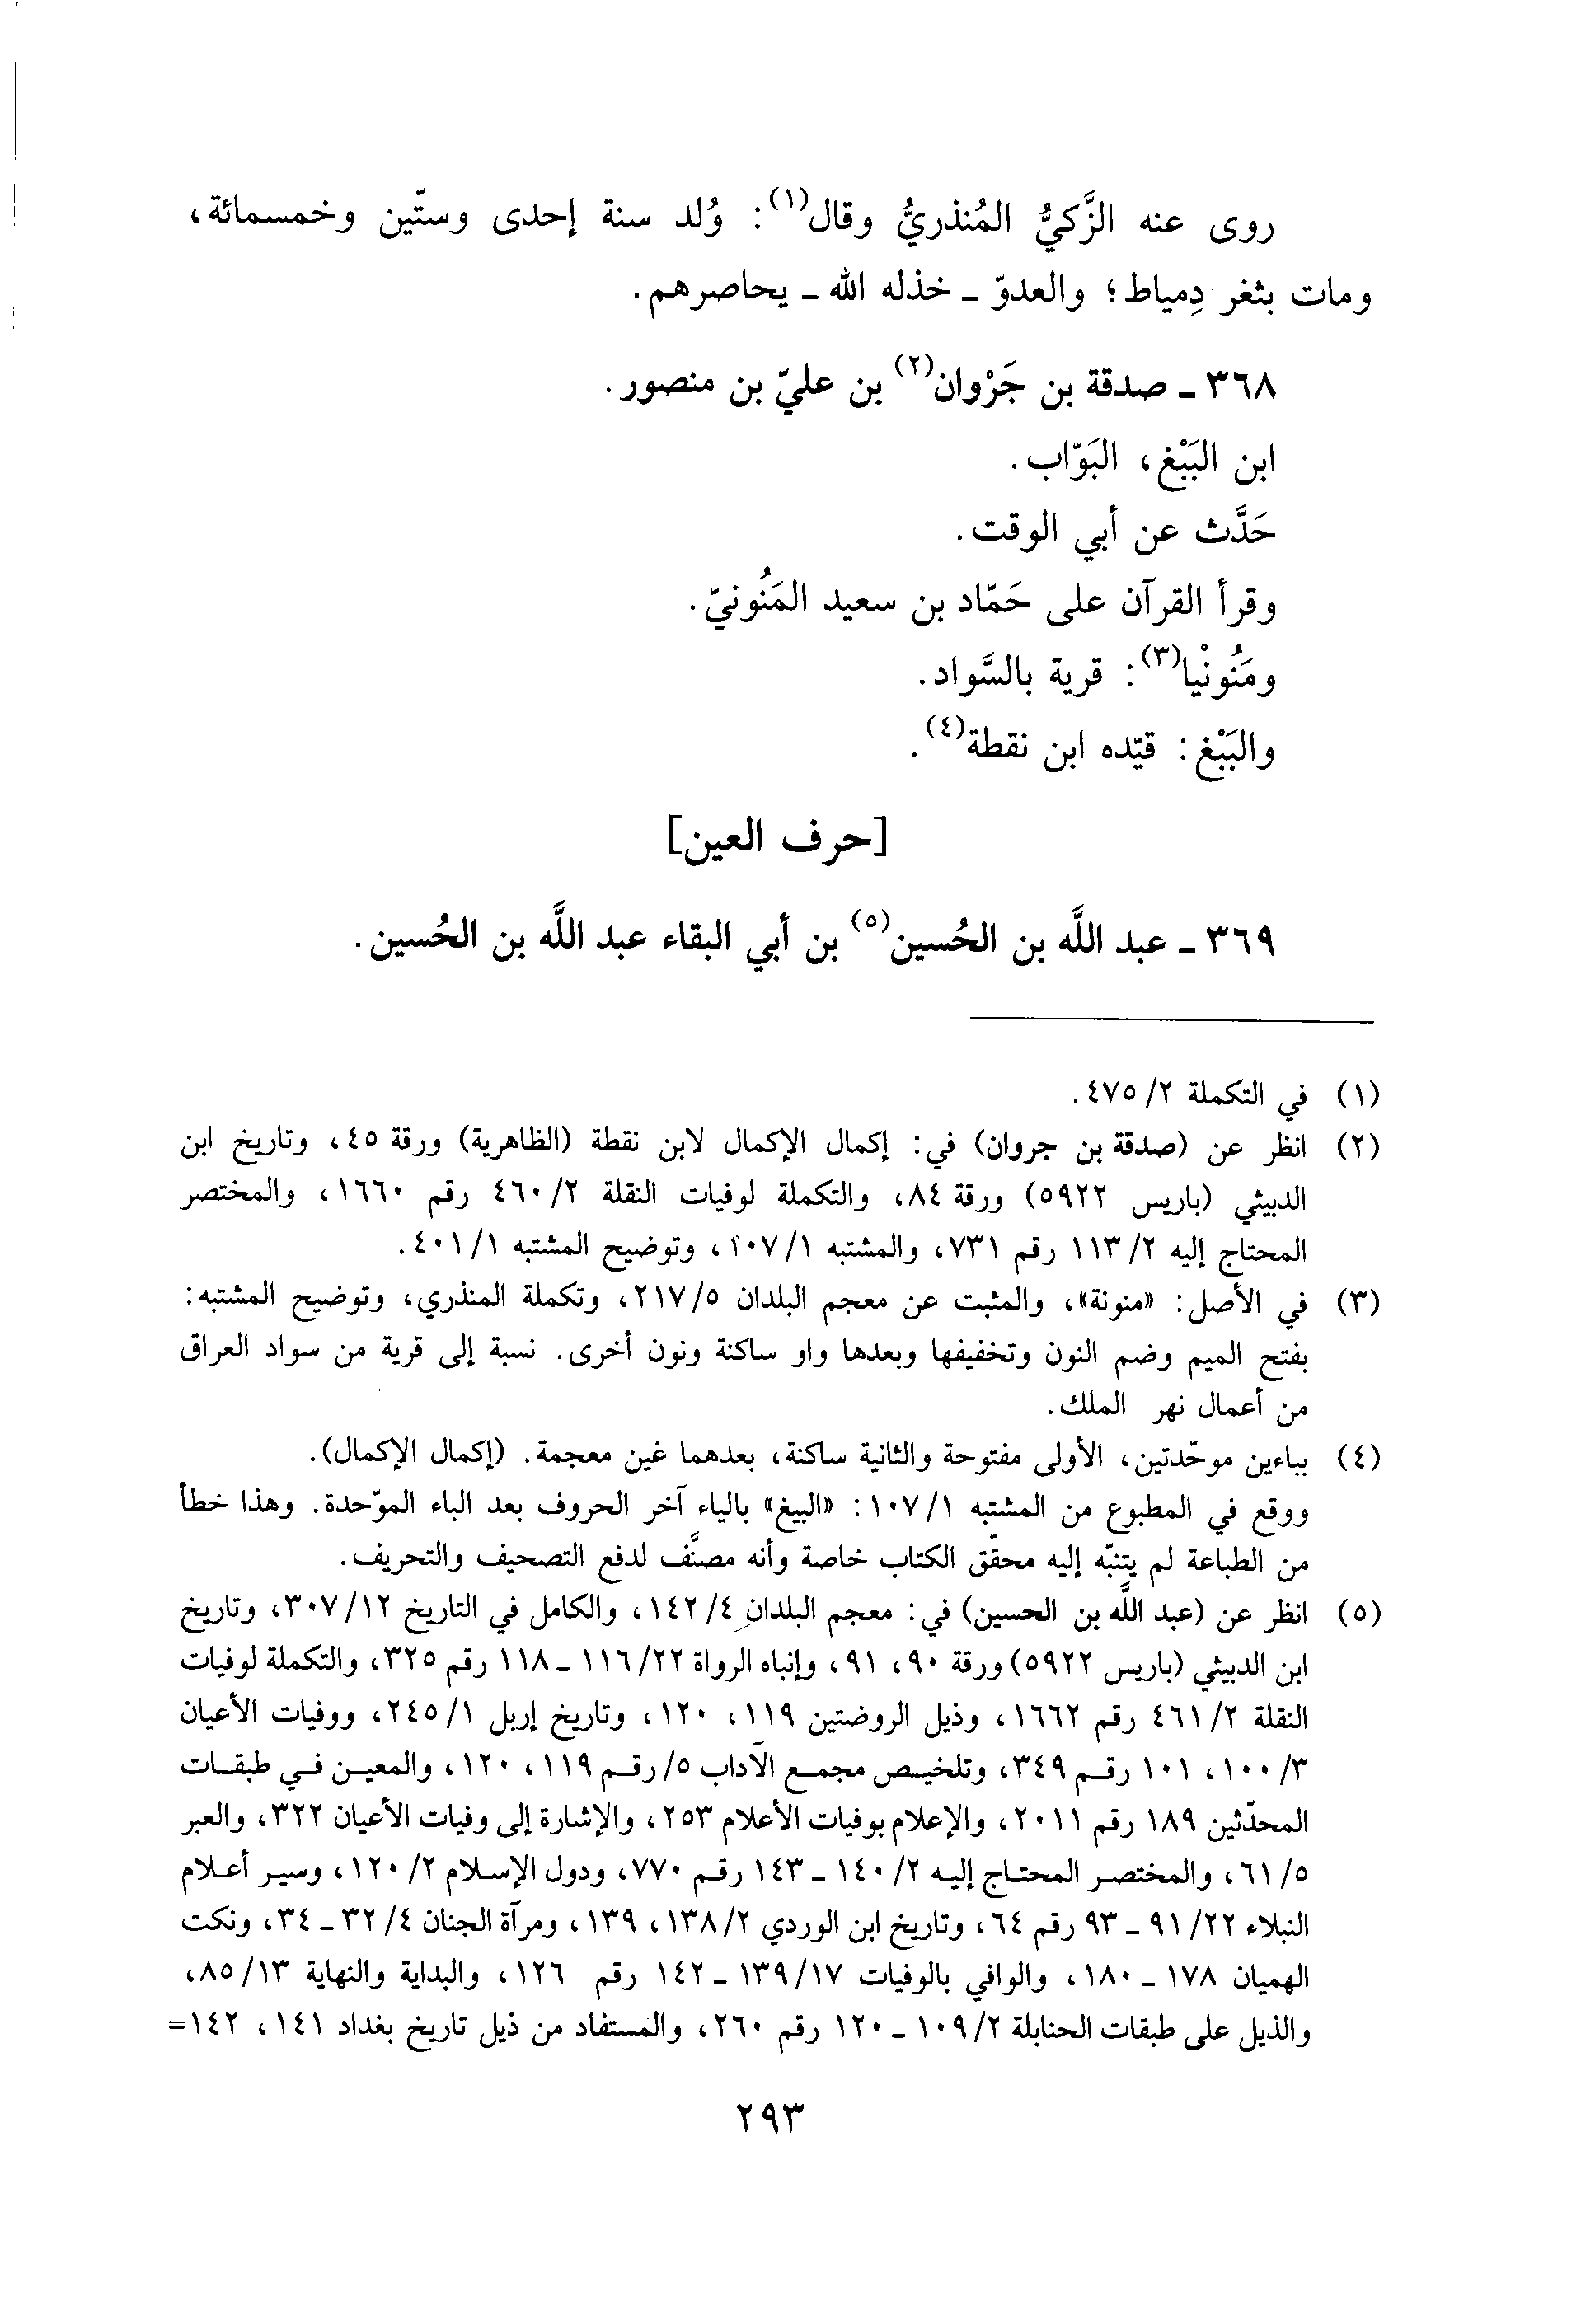 روى عنه الزَّكيُّ المُنذريُّ وقال(١): وُلد سنة إحدى وستّين وخمسمائة،
ومات بثغر دِمياط؛ والعدوّ ـ خذله الله ـ يحاصرهم.
٣٦٨ ـ صدقة بن جَرْوان(٢) بن عليّ بن منصور.
ابن البَبْغ، البَوّاب.
حَدَّث عن أبي الوقت.
وقرأ القرآن على حَمّاد بن سعيد المَنُونيّ.
ومَنُونْيا(٣): قرية بالسَّواد.
والبَبْغ: قيّده ابن نقطة(٤).
[حرف العين]
٣٦٩ ـ عبد اللَّه بن الحُسين(٥) بن أبي البقاء عبد اللَّه بن الحُسين.
(١) في التكملة ٢/ ٤٧٥.
(٢) انظر عن (صدقة بن جروان) في: إكمال الإكمال لابن نقطة (الظاهرية) ورقة ٤٥، وتاريخ ابن
الدبيثي (باريس ٥٩٢٢) ورقة ٨٤، والتكملة لوفيات النقلة ٢/ ٤٦٠ رقم ١٦٦٠، والمختصر
المحتاج إليه ٢/ ١١٣ رقم ٧٣١، والمشتبه ١/ ١٠٧، وتوضيح المشتبه ١/ ٤٠١.
(٣) في الأصل: «منونة»، والمثبت عن معجم البلدان ٥/ ٢١٧، وتكملة المنذري، وتوضيح المشتبه:
بفتح الميم وضم النون وتخفيفها وبعدها واو ساكنة ونون أخرى. نسبة إلى قرية من سواد العراق
من أعمال نهر الملك.
(٤) بباءين موحّدتين، الأولى مفتوحة والثانية ساكنة، بعدهما غين معجمة. (إكمال الإكمال).
ووقع في المطبوع من المشتبه ١/ ١٠٧: «البيغ» بالياء آخر الحروف بعد الباء الموّحدة. وهذا خطأ
من الطباعة لم يتنبّه إليه محقّق الكتاب خاصة وأنه مصنَّف لدفع التصحيف والتحريف.
(٥) انظر عن (عبد اللَّه بن الحسين) في: معجم البلدان ٤/ ١٤٢، والكامل في التاريخ ١٢/ ٣٠٧، وتاريخ
ابن الدبيثي (باريس ٥٩٢٢) ورقة ٩٠، ٩١، وإنباه الرواة ٢٢/ ١١٦ ـ ١١٨ رقم ٣٢٥، والتكملة لوفيات
النقلة ٢/ ٤٦١ رقم ١٦٦٢، وذيل الروضتين ١١٩، ١٢٠، وتاريخ إربل ١/ ٢٤٥، ووفيات الأعيان
٣/ ١٠٠، ١٠١ رقم ٣٤٩، وتلخيص مجمع الآداب ٥/ رقم ١١٩، ١٢٠، والمعين في طبقات
المحدّثين ١٨٩ رقم ٢٠١١، والإعلام بوفيات الأعلام ٢٥٣، والإشارة إلى وفيات الأعيان ٣٢٢، والعبر
٥/ ٦١، والمختصر المحتاج إليه ٢/ ١٤٠ ـ ١٤٣ رقم ٧٧٠، ودول الإسلام ٢/ ١٢٠، وسير أعلام
النبلاء ٢٢/ ٩١ ـ ٩٣ رقم ٦٤، وتاريخ ابن الوردي ٢/ ١٣٨، ١٣٩، ومرآة الجنان ٤/ ٣٢ ـ ٣٤، ونكت
الهميان ١٧٨ ـ ١٨٠، والوافي بالوفيات ١٧/ ١٣٩ ـ ١٤٢ رقم ١٢٦، والبداية والنهاية ١٣/ ٨٥،
والذيل على طبقات الحنابلة ٢/ ١٠٩ ـ ١٢٠ رقم ٢٦٠، والمستفاد من ذيل تاريخ بغداد ١٤١، ١٤٢=
٢٩٣